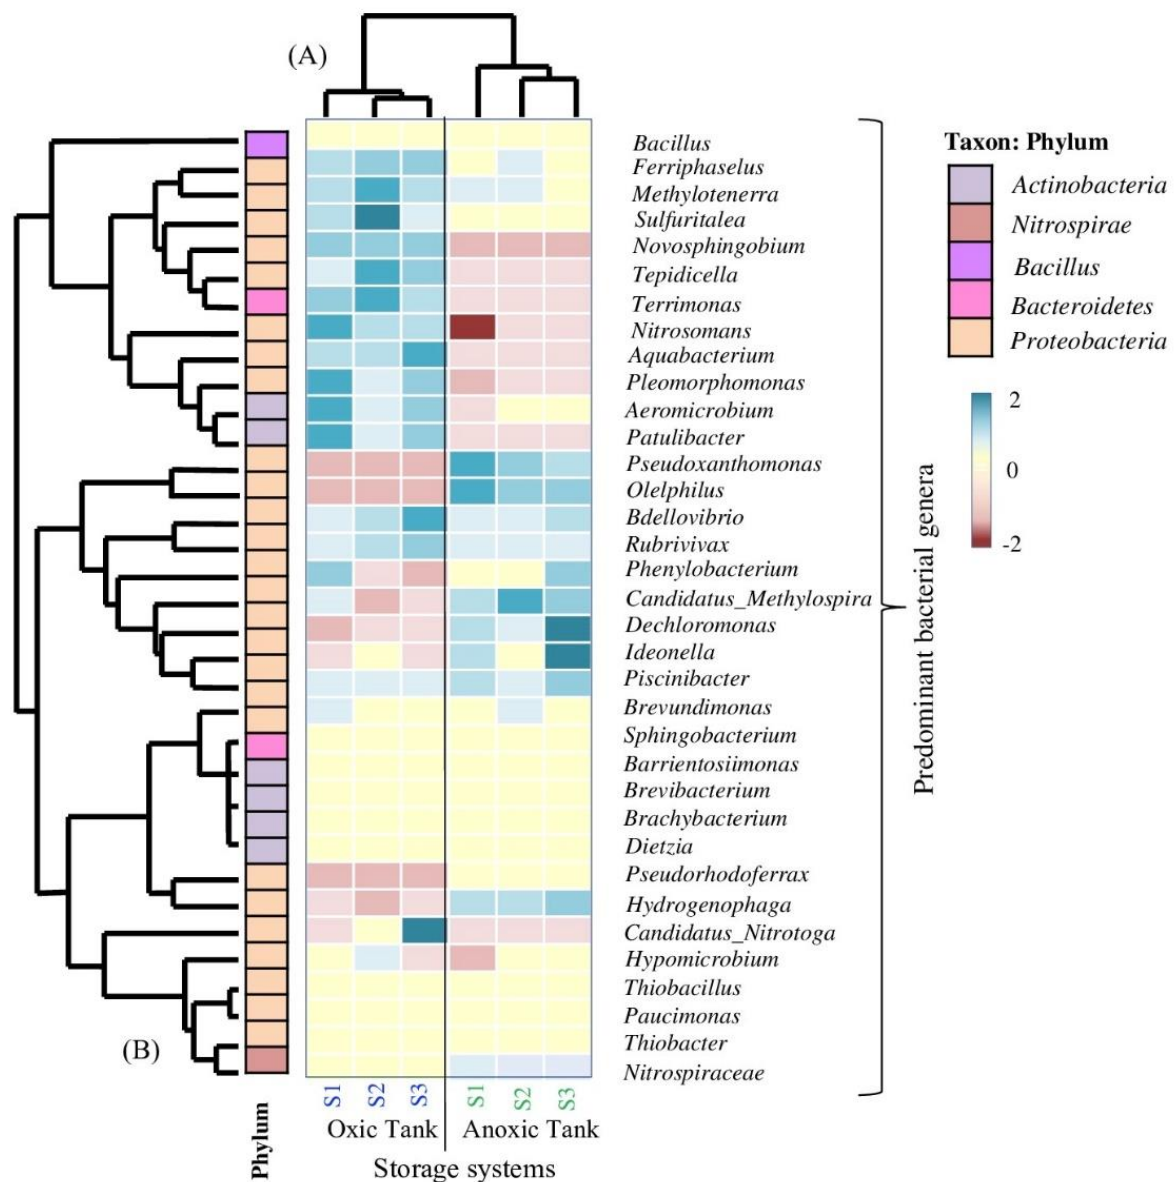 (A)
Bacillus
Ferriphaselus
Methylotenerra
Sulfuritalea
Novosphingobium
Tepidicella
Terrimonas
Nitrosomans
Aquabacterium
Pleomorphomonas
Aeromicrobium
Patulibacter
Pseudoxanthomonas
Olelphilus
Bdellovibrio
Rubrivivax
Phenylobacterium
Candidatus_Methylospira
Dechloromonas
Ideonella
Piscinibacter
Brevundimonas
Sphingobacterium
Barrientosiimonas
Brevibacterium
Brachybacterium
Dietzia
Pseudorhodoferrax
Hydrogenophaga
Candidatus_Nitrotoga
Hypomicrobium
Thiobacillus
Paucimonas
Thiobacter
Nitrospiraceae
Predominant bacterial genera
Taxon: Phylum
Actinobacteria
Nitrospirae
Bacillus
Bacteroidetes
Proteobacteria
2
0
-2
(B)
Phylum
S1 S2 S3 S1 S2 S3
Oxic Tank Anoxic Tank
Storage systems